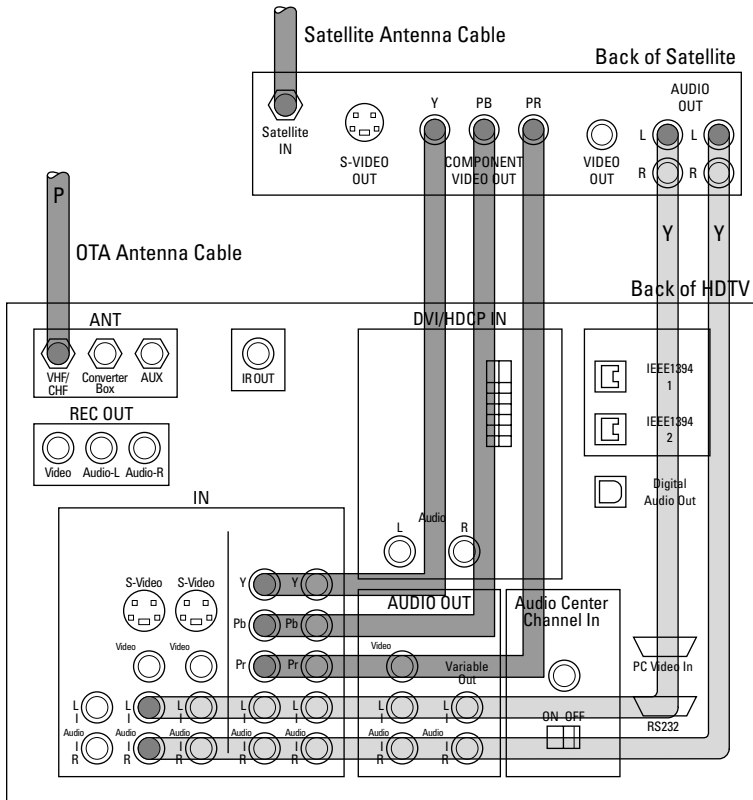 Satellite Antenna Cable
Back of Satellite
Y PB PR
AUDIO
OUT
Satellite
IN
S-VIDEO
OUT
COMPONENT
VIDEO OUT
VIDEO
OUT
L L
R R
P
Y Y
OTA Antenna Cable
Back of HDTV
ANT
VHF/
CHF
Converter
Box
AUX
IR OUT
DVI/HDCP IN
IEEE1394
1
IEEE1394
2
REC OUT
Video Audio-L Audio-R
Digital
Audio Out
IN
L Audio R
S-Video S-Video
Y Y
AUDIO OUT
Audio Center
Channel In
Pb Pb
Video Video
Pr Pr
Video
Variable
Out
PC Video In
L L L L L L L
ON OFF
RS232
Audio Audio Audio Audio Audio Audio Audio
R R R R R R R